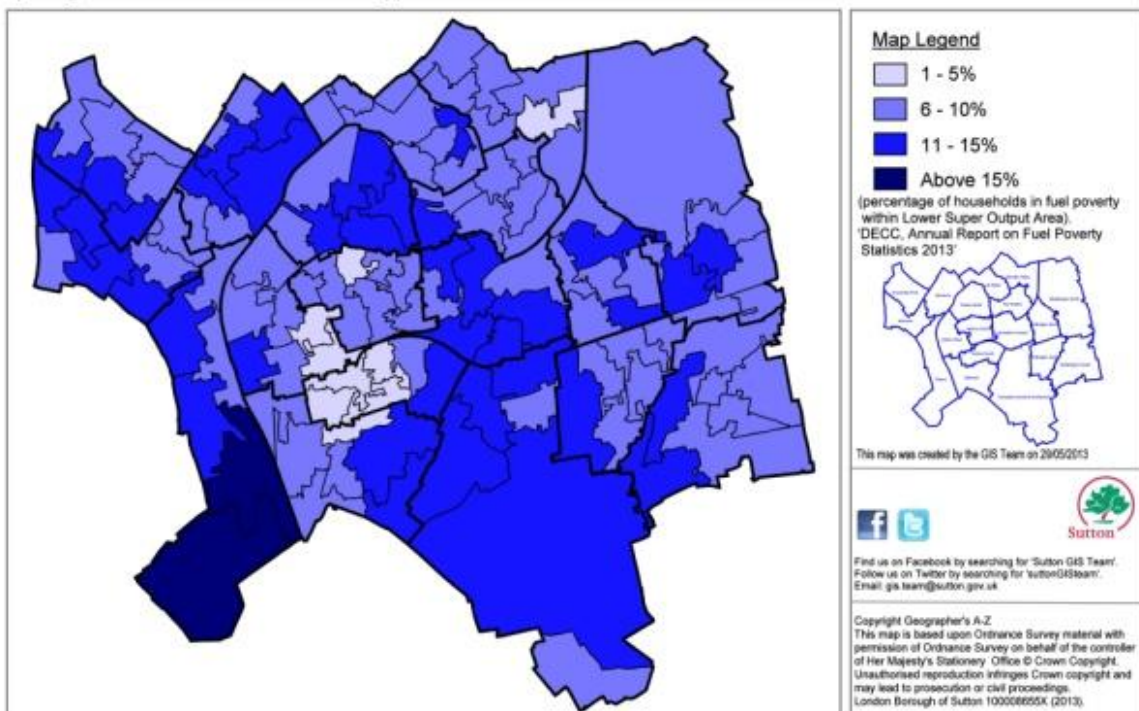 Map Legend
1 - 5%
6 - 10%
11 - 15%
Above 15%
(percentage of households in fuel poverty
within Lower Super Output Area).
'DECC, Annual Report on Fuel Poverty
Statistics 2013'
This map was created by the GIS Team on 29/05/2013
Sutton
Find us on Facebook by searching for 'Sutton GIS Team'.
Follow us on Twitter by searching for 'suttonGISteam'.
Email: gis.team@sutton.gov.uk
Copyright Geographer's A-Z
This map is based upon Ordnance Survey material with
permission of Ordnance Survey on behalf of the controller
of Her Majesty's Stationery Office © Crown Copyright.
Unauthorised reproduction infringes Crown copyright and
may lead to prosecution or civil proceedings.
London Borough of Sutton 100008655X (2013).